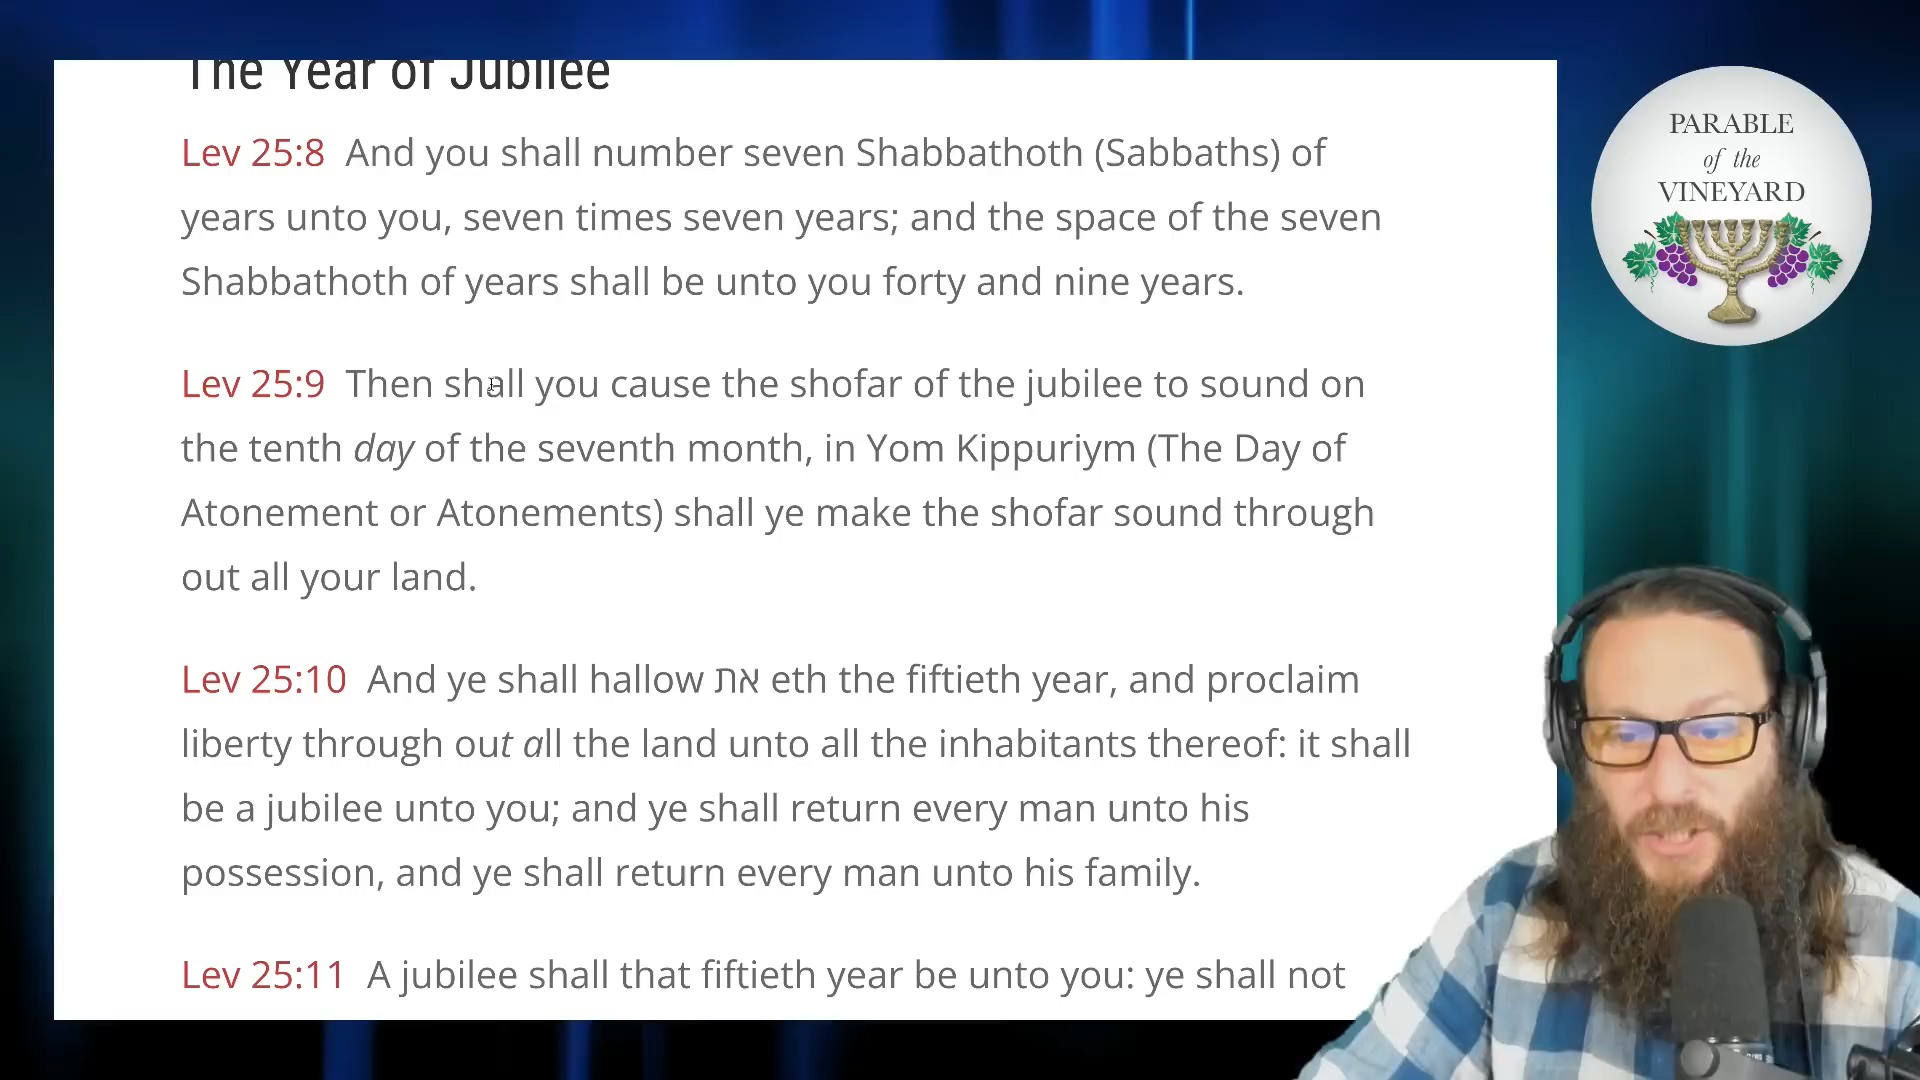 The Year of Jubilee
Lev 25:8 And you shall number seven Shabbathoth (Sabbaths) of
years unto you, seven times seven years; and the space of the seven
Shabbathoth of years shall be unto you forty and nine years.
Lev 25:9 Then shall you cause the shofar of the jubilee to sound on
the tenth day of the seventh month, in Yom Kippuriym (The Day of
Atonement or Atonements) shall ye make the shofar sound through
out all your land.
Lev 25:10 And ye shall hallow את eth the fiftieth year, and proclaim
liberty through out all the land unto all the inhabitants thereof: it shall
be a jubilee unto you; and ye shall return every man unto his
possession, and ye shall return every man unto his family.
Lev 25:11 A jubilee shall that fiftieth year be unto you: ye shall not
PARABLE
of the
VINEYARD